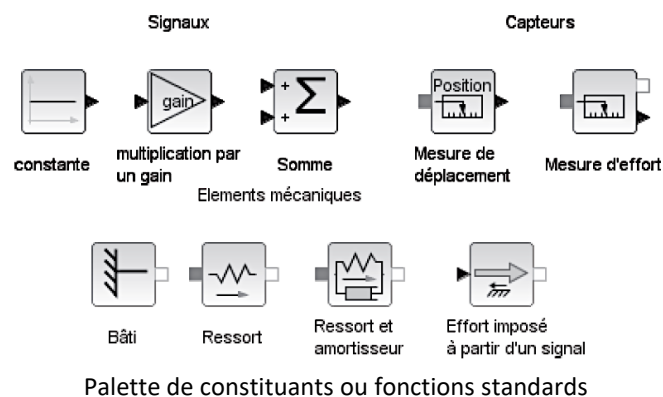 Signaux
Capteurs
gain
+
+
Σ
Position
constante
multiplication par
un gain
Somme
Mesure de
déplacement
Mesure d'effort
Elements mécaniques
Bâti
Ressort
Ressort et
amortisseur
Effort imposé
à partir d'un signal
Palette de constituants ou fonctions standards